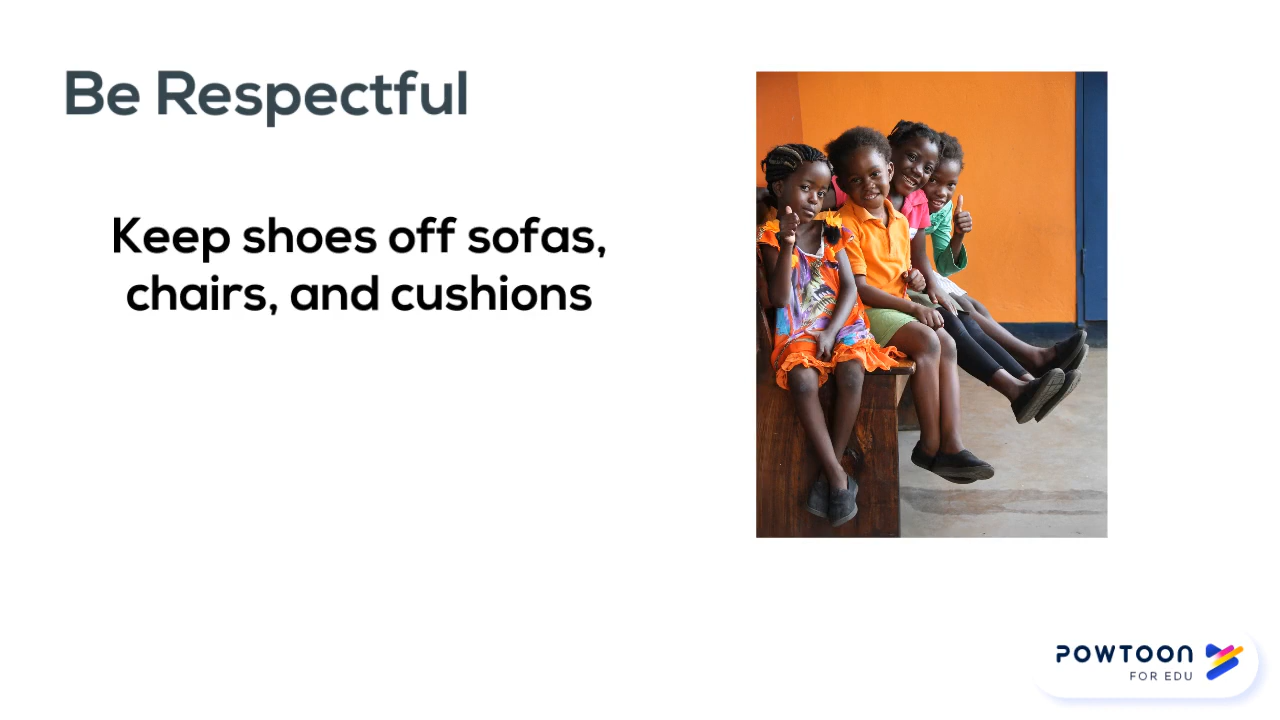 Be Respectful
Keep shoes off sofas,
chairs, and cushions
POWTOON
FOR EDU